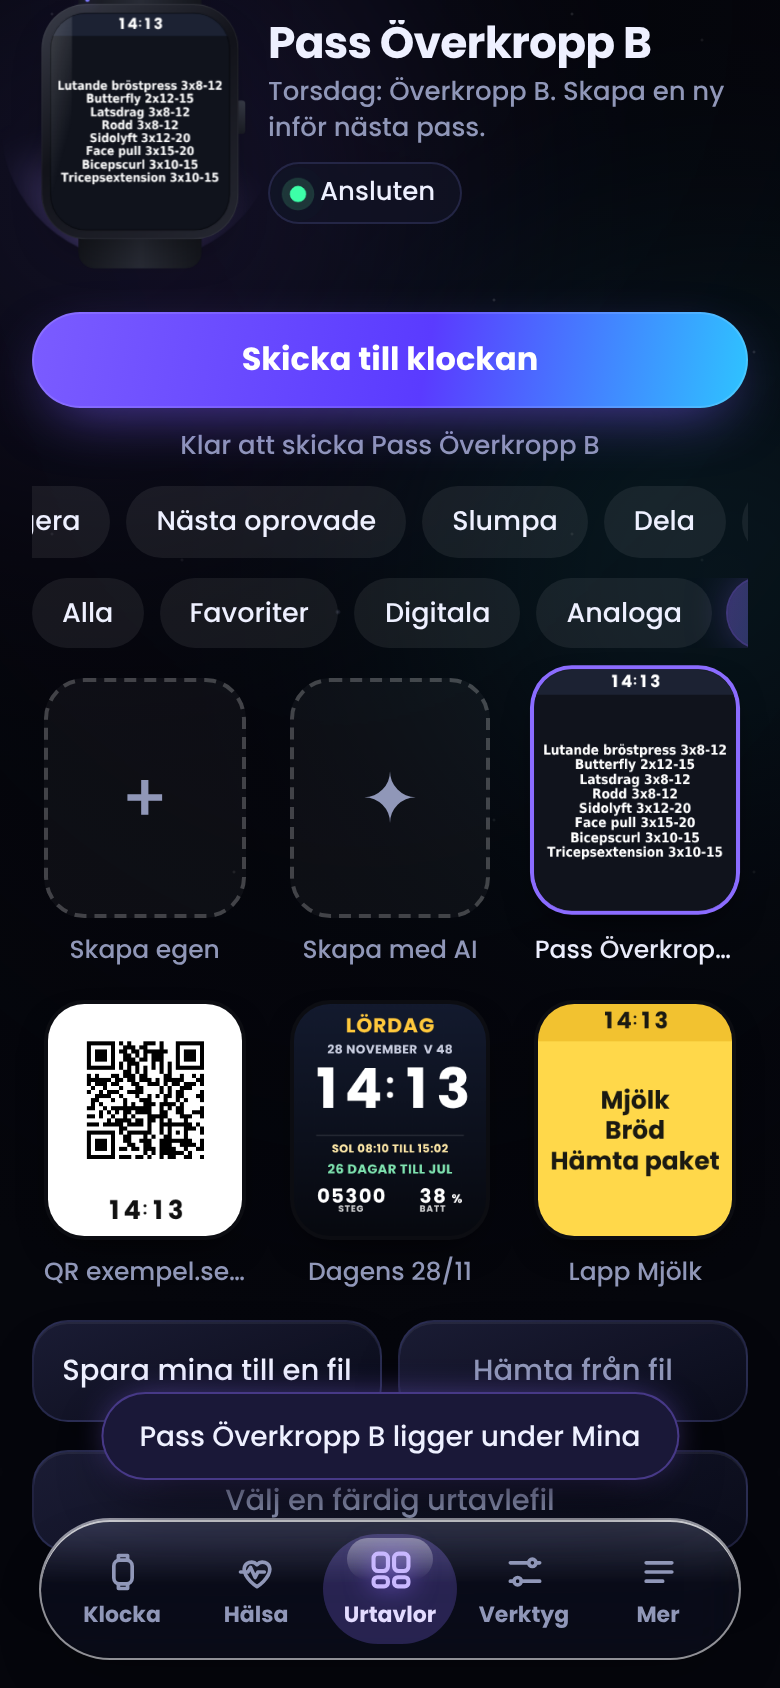 14:13
Lutande bröstpress 3x8-12
Butterfly 2x12-15
Latsdrag 3x8-12
Rodd 3x8-12
Sidolyft 3x12-20
Face pull 3x15-20
Bicepscurl 3x10-15
Tricepsextension 3x10-15
Pass Överkropp B
Torsdag: Överkropp B. Skapa en ny
inför nästa pass.
Ansluten
Skicka till klockan
Klar att skicka Pass Överkropp B
gera Nästa oprovade Slumpa Dela
Alla Favoriter Digitala Analoga
14:13
Lutande bröstpress 3x8-12
Butterfly 2x12-15
Latsdrag 3x8-12
Rodd 3x8-12
Sidolyft 3x12-20
Face pull 3x15-20
Bicepscurl 3x10-15
Tricepsextension 3x10-15
Skapa egen Skapa med AI Pass Överkrop...
14:13
LÖRDAG
28 NOVEMBER V 48
14:13
SOL 08:10 TILL 15:02
26 DAGAR TILL JUL
05300 38 %
STEG BATT
14:13
Mjölk
Bröd
Hämta paket
QR exempel.se... Dagens 28/11 Lapp Mjölk
Spara mina till en fil Hämta från fil
Pass Överkropp B ligger under Mina
Välj en färdig urtavlefil
Klocka Hälsa Urtavlor Verktyg Mer